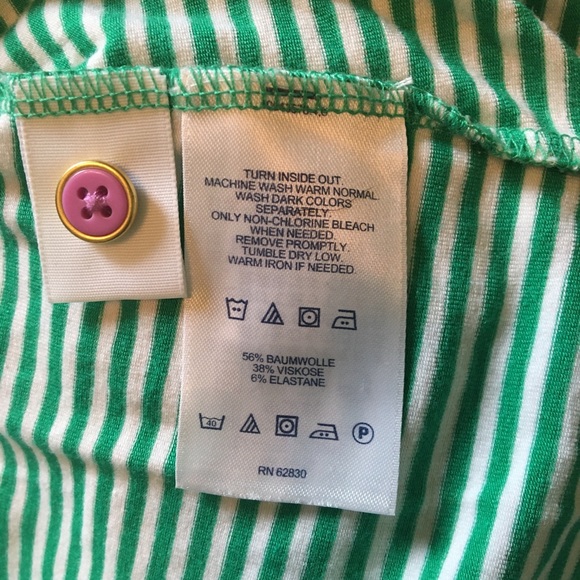 TURN INSIDE OUT.
MACHINE WASH WARM NORMAL.
WASH DARK COLORS
SEPARATELY.
ONLY NON-CHLORINE BLEACH
WHEN NEEDED.
REMOVE PROMPTLY.
TUMBLE DRY LOW.
WARM IRON IF NEEDED.
56% BAUMWOLLE
38% VISKOSE
6% ELASTANE
40 P
RN 62830